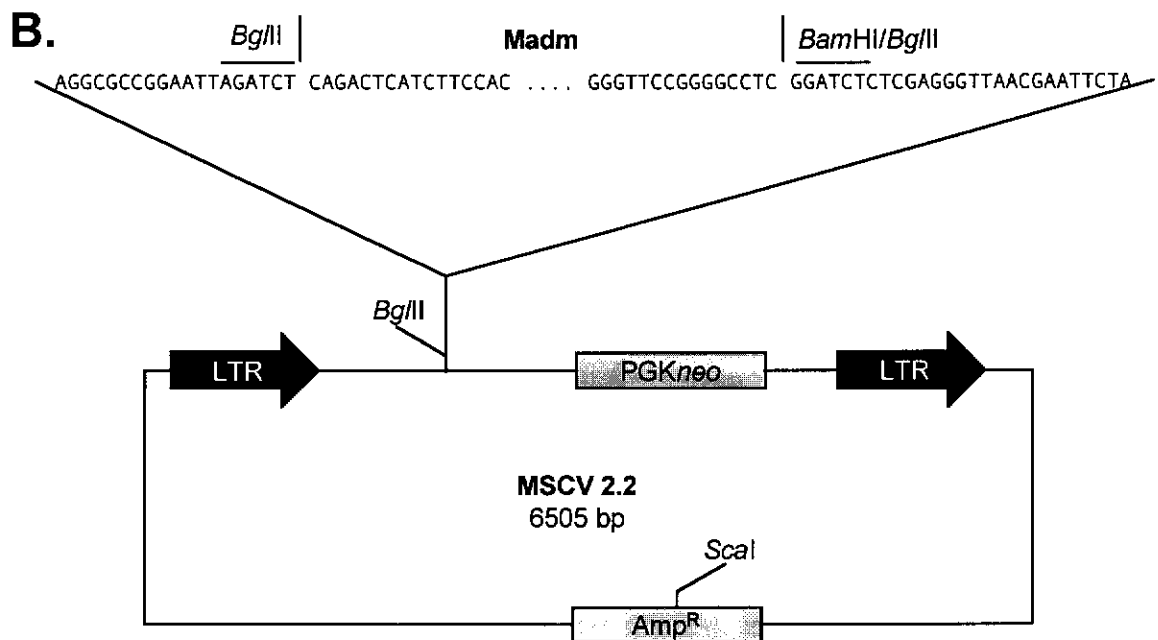 B.
BglII Madm BamHI/BglII
AGGCGCCGGAATTAGATCT CAGACTCATCTTCCAC .... GGGTTCCGGGGCCTC GGATCTCTCGAGGGTTAACGAATTCTA
BglII
LTR PGKneo LTR
MSCV 2.2
6505 bp
ScaI
AmpR